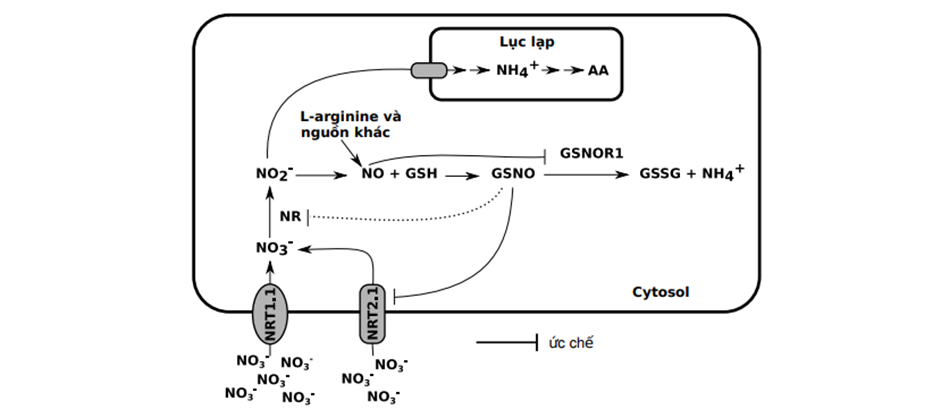 Lục lạp
NH₄⁺ AA
L-arginine và
nguồn khác
GSNOR1
NO₂⁻ NO + GSH GSNO GSSG + NH₄⁺
NR
NO₃⁻
Cytosol
NRT1.1 NRT2.1
ức chế
NO₃⁻ NO₃⁻ NO₃⁻
NO₃⁻ NO₃⁻
NO₃⁻ NO₃⁻ NO₃⁻